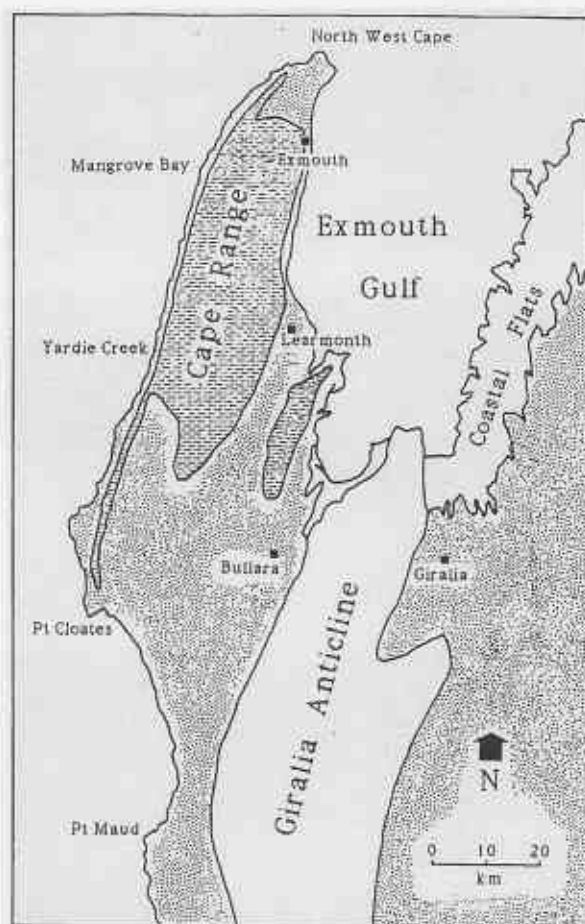 North West Cape
Mangrove Bay
Exmouth
Cape Range
Exmouth
Gulf
Coastal Flats
Yardie Creek
Learmonth
Bullara
Giralia
Pt Cloates
Giralia Anticline
N
Pt Maud
0 10 20
km